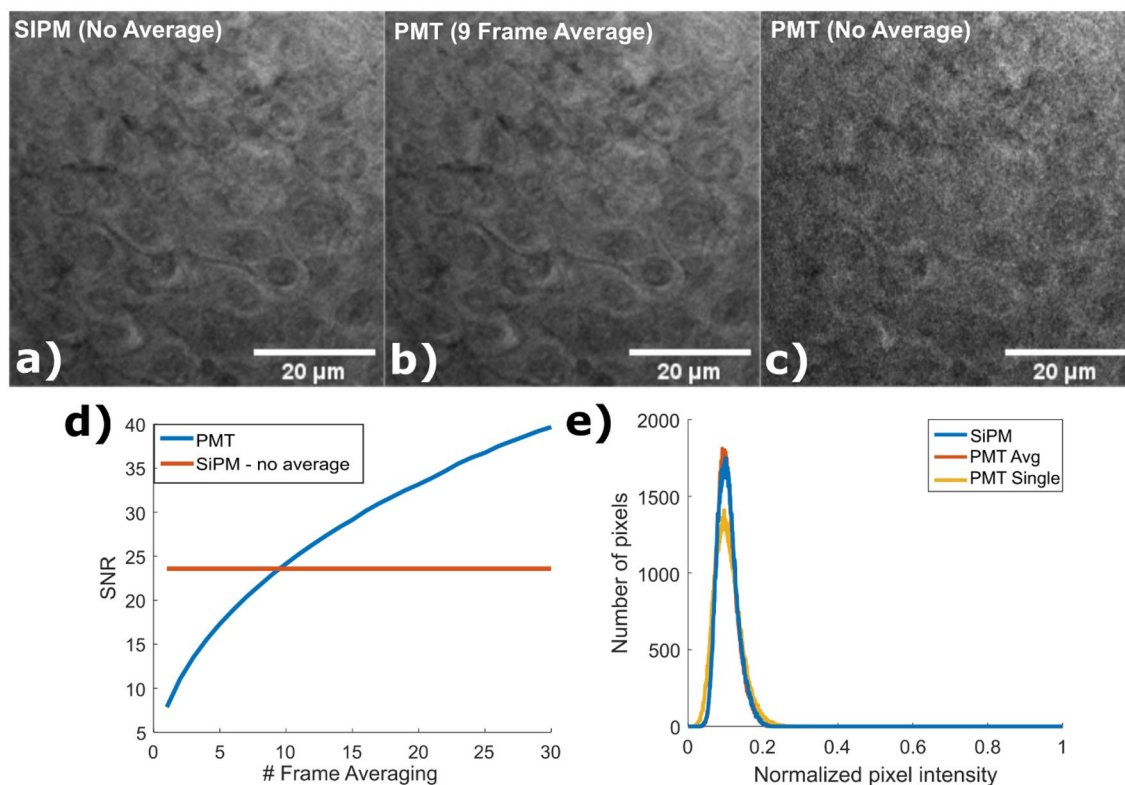 SIPM (No Average)
PMT (9 Frame Average)
PMT (No Average)
a)
20 µm
b)
20 µm
c)
20 µm
d)
40
35
30
25
20
15
10
5
SNR
PMT
SiPM - no average
0 5 10 15 20 25 30
# Frame Averaging
e)
2000
1500
1000
500
0
Number of pixels
SiPM
PMT Avg
PMT Single
0 0.2 0.4 0.6 0.8 1
Normalized pixel intensity